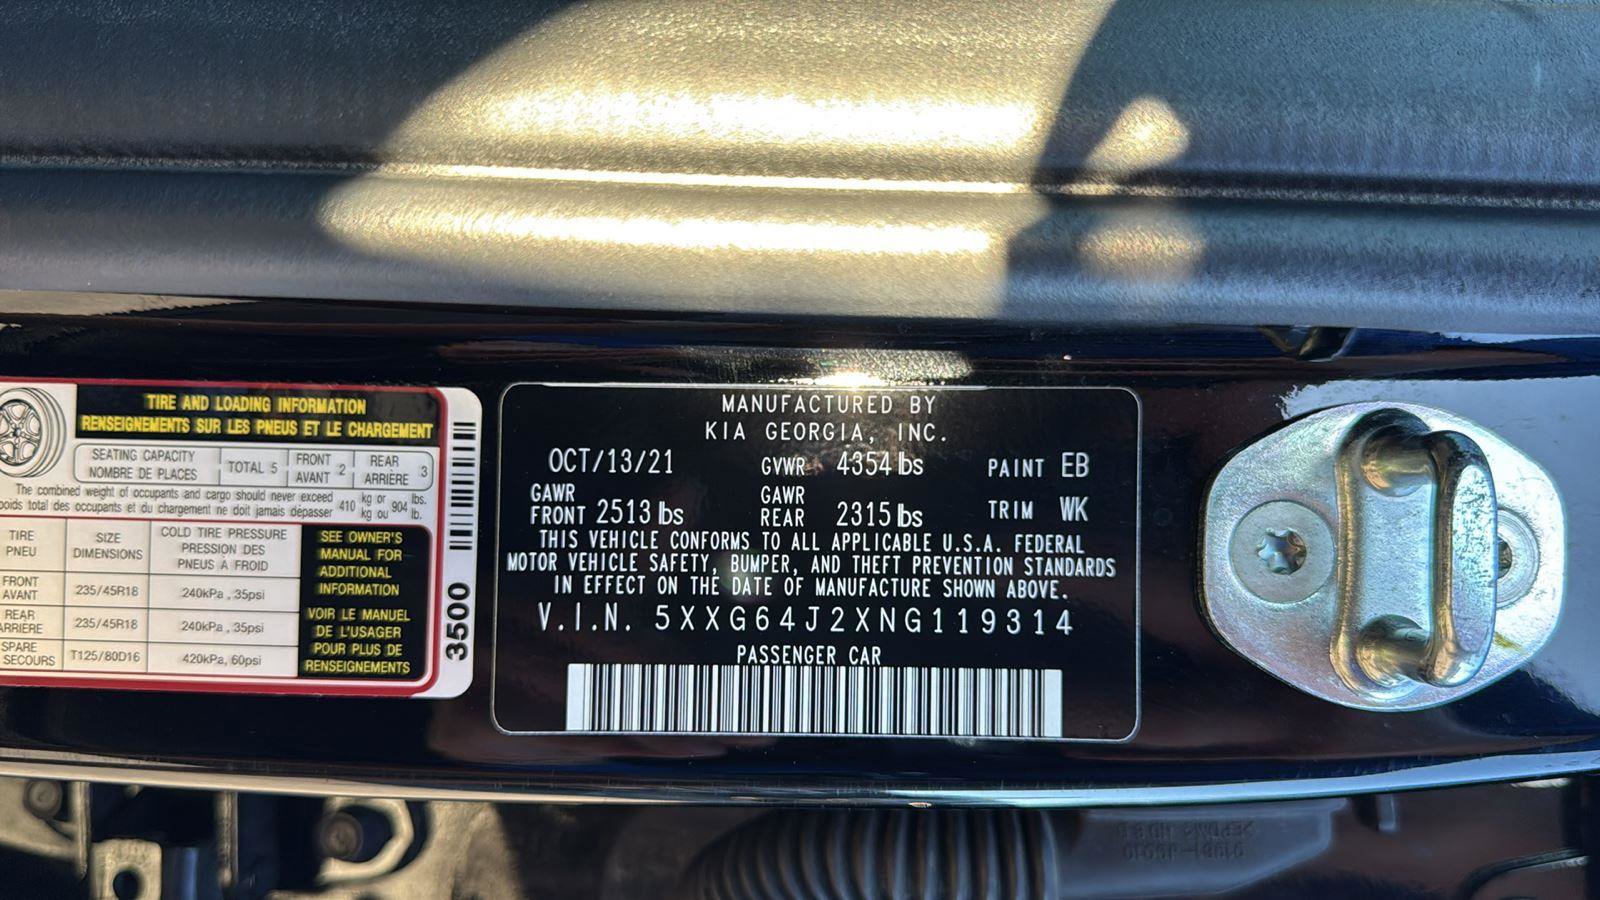 TIRE AND LOADING INFORMATION
RENSEIGNEMENTS SUR LES PNEUS ET LE CHARGEMENT
SEATING CAPACITY
NOMBRE DE PLACES
TOTAL 5
FRONT
AVANT 2
REAR
ARRIÈRE 3
The combined weight of occupants and cargo should never exceed 410 kg or 904 lbs.
total des occupants et du chargement ne doit jamais dépasser kg ou lb.
TIRE
PNEU
SIZE
DIMENSIONS
COLD TIRE PRESSURE
PRESSION DES
PNEUS À FROID
FRONT
AVANT
235/45R18
240kPa , 35psi
REAR
235/45R18
240kPa , 35psi
SPARE
SECOURS
T125/80D16
420kPa, 60psi
SEE OWNER'S
MANUAL FOR
ADDITIONAL
INFORMATION
VOIR LE MANUEL
DE L'USAGER
POUR PLUS DE
RENSEIGNEMENTS
3500
MANUFACTURED BY
KIA GEORGIA, INC.
OCT/13/21 GVWR 4354 lbs PAINT EB
GAWR
FRONT 2513 lbs
GAWR
REAR 2315 lbs
TRIM WK
THIS VEHICLE CONFORMS TO ALL APPLICABLE U.S.A. FEDERAL
MOTOR VEHICLE SAFETY, BUMPER, AND THEFT PREVENTION STANDARDS
IN EFFECT ON THE DATE OF MANUFACTURE SHOWN ABOVE.
V.I.N. 5XXG64J2XNG119314
PASSENGER CAR